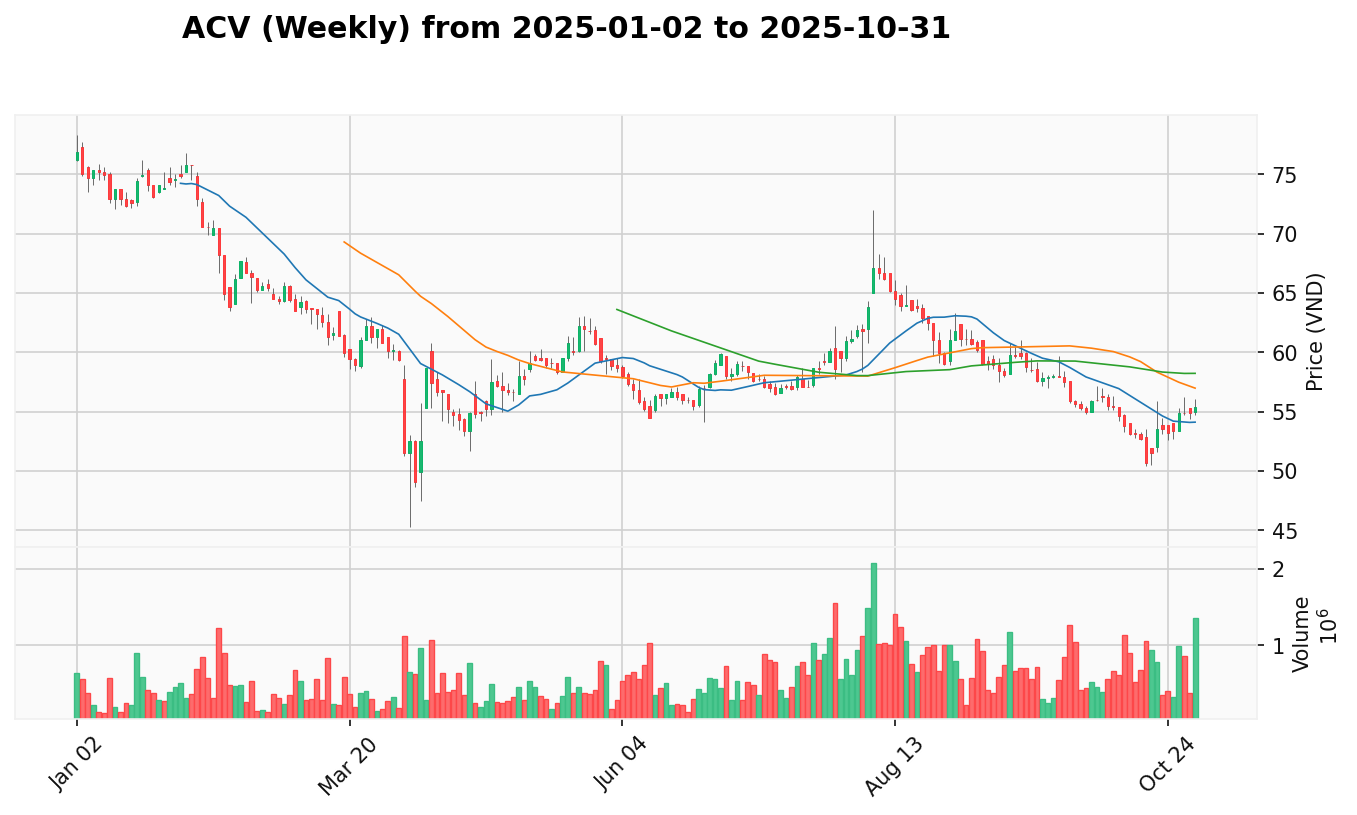 ACV (Weekly) from 2025-01-02 to 2025-10-31
75
70
65
60
55
50
45
Price (VND)
2
1
Volume
10⁶
Jan 02
Mar 20
Jun 04
Aug 13
Oct 24